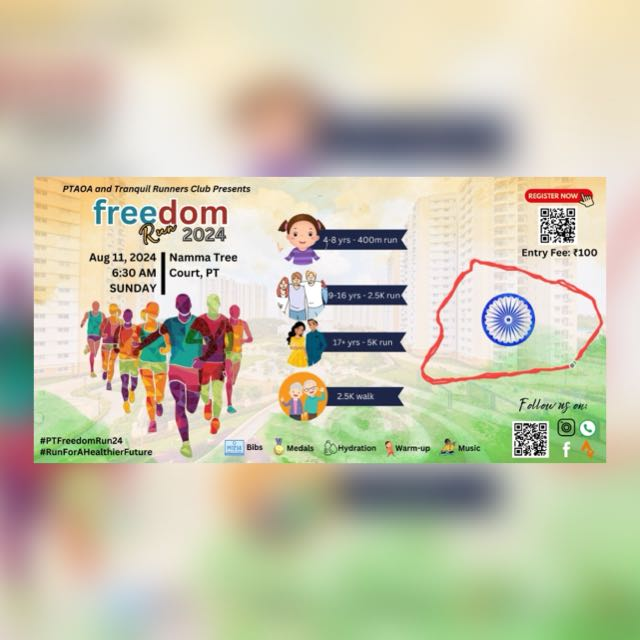 PTAOA and Tranquil Runners Club Presents
freedom
Run 2024
Aug 11, 2024
6:30 AM
SUNDAY
Namma Tree
Court, PT
4-8 yrs - 400m run
9-16 yrs - 2.5K run
17+ yrs - 5K run
2.5K walk
REGISTER NOW
Entry Fee: ₹100
Follow us on:
#PTFreedomRun24
#RunForAHealthierFuture
Bibs
Medals
Hydration
Warm-up
Music